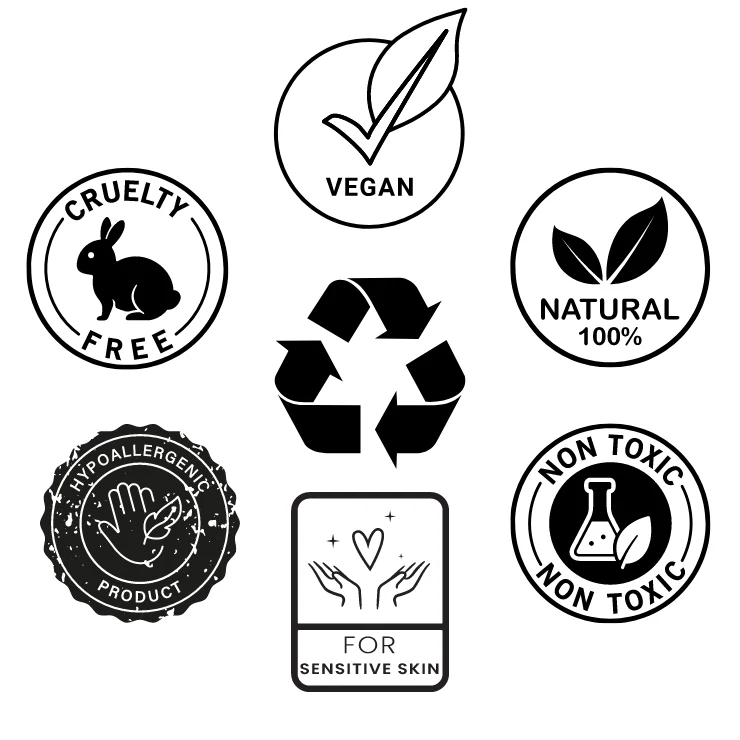 VEGAN
CRUELTY
FREE
NATURAL
100%
HYPOALLERGENIC
PRODUCT
NON TOXIC
NON TOXIC
FOR
SENSITIVE SKIN